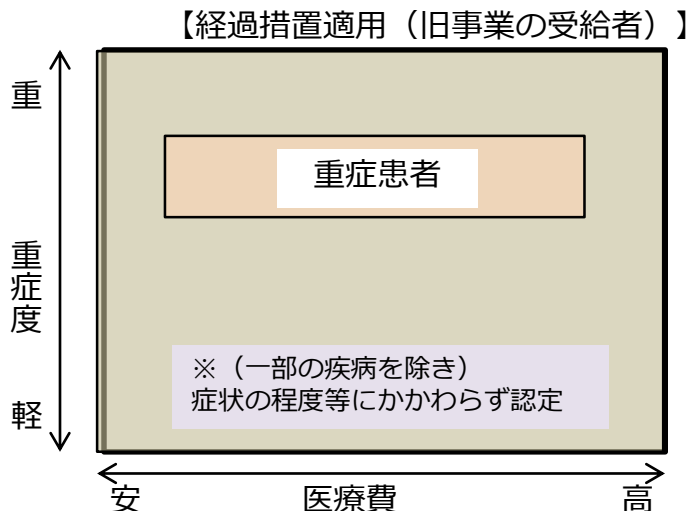 【経過措置適用（旧事業の受給者）】
重
重症患者
重症度
※（一部の疾病を除き）
症状の程度等にかかわらず認定
軽
安 医療費 高